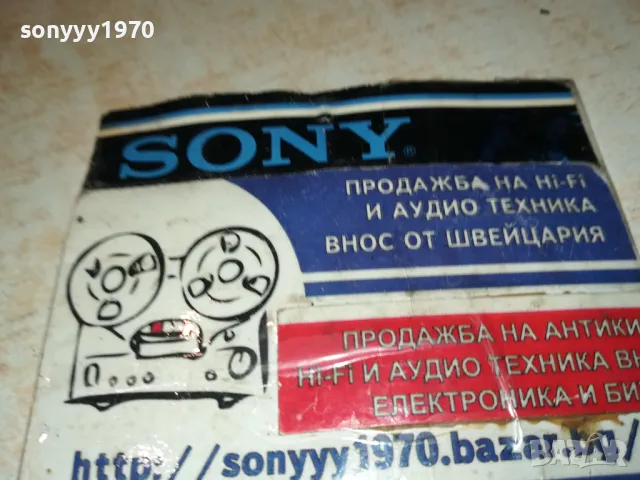 sonyyy1970
SONY®
ПРОДАЖБА НА Hi-Fi
И АУДИО ТЕХНИКА
ВНОС ОТ ШВЕЙЦАРИЯ
ПРОДАЖБА НА АНТИКИ
Hi-Fi И АУДИО ТЕХНИКА
ЕЛЕКТРОНИКА И
http://sonyyy1970.bazar.bg/
bazar